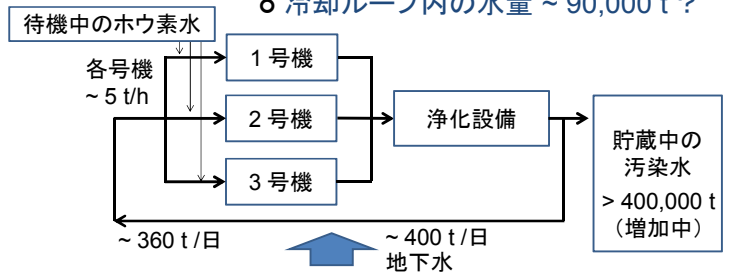 冷却ループ内の水量 ~ 90,000 t ?
待機中のホウ素水
各号機
~ 5 t/h
1号機
2号機
3号機
浄化設備
貯蔵中の
汚染水
> 400,000 t
（増加中）
~ 360 t /日
~ 400 t /日
地下水